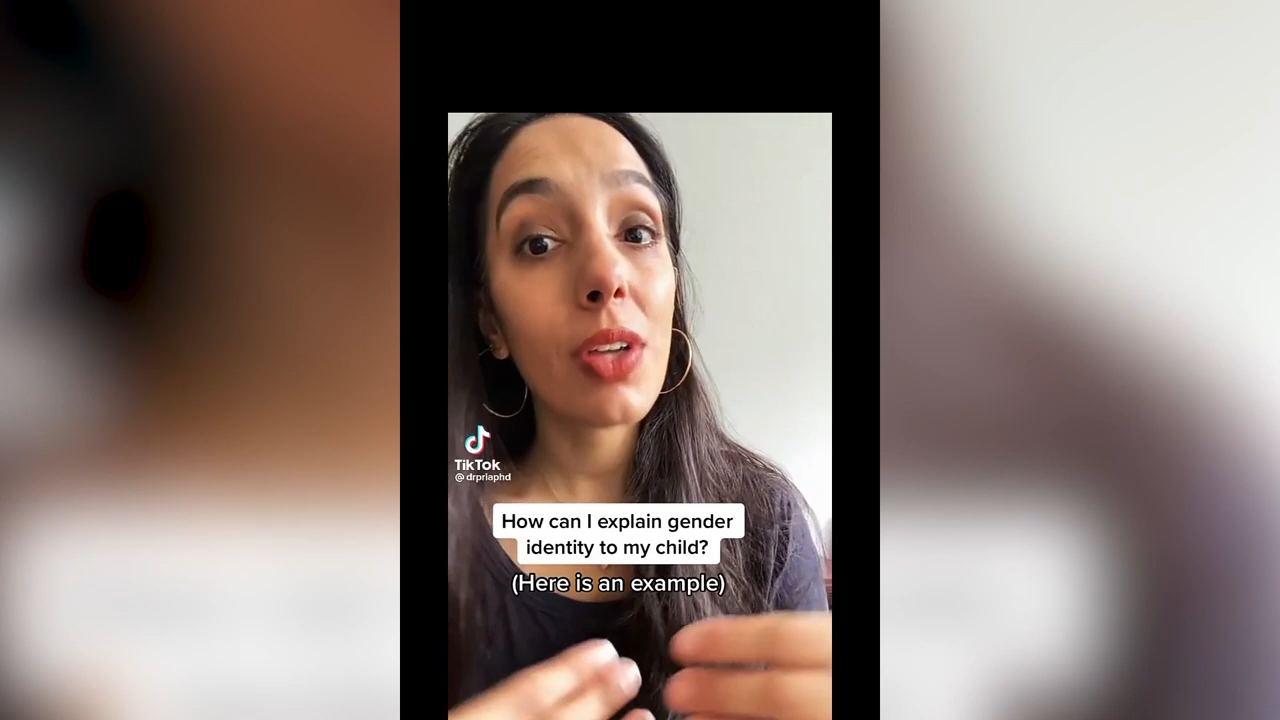 TikTok
@drpriaphd
How can I explain gender
identity to my child?
(Here is an example)